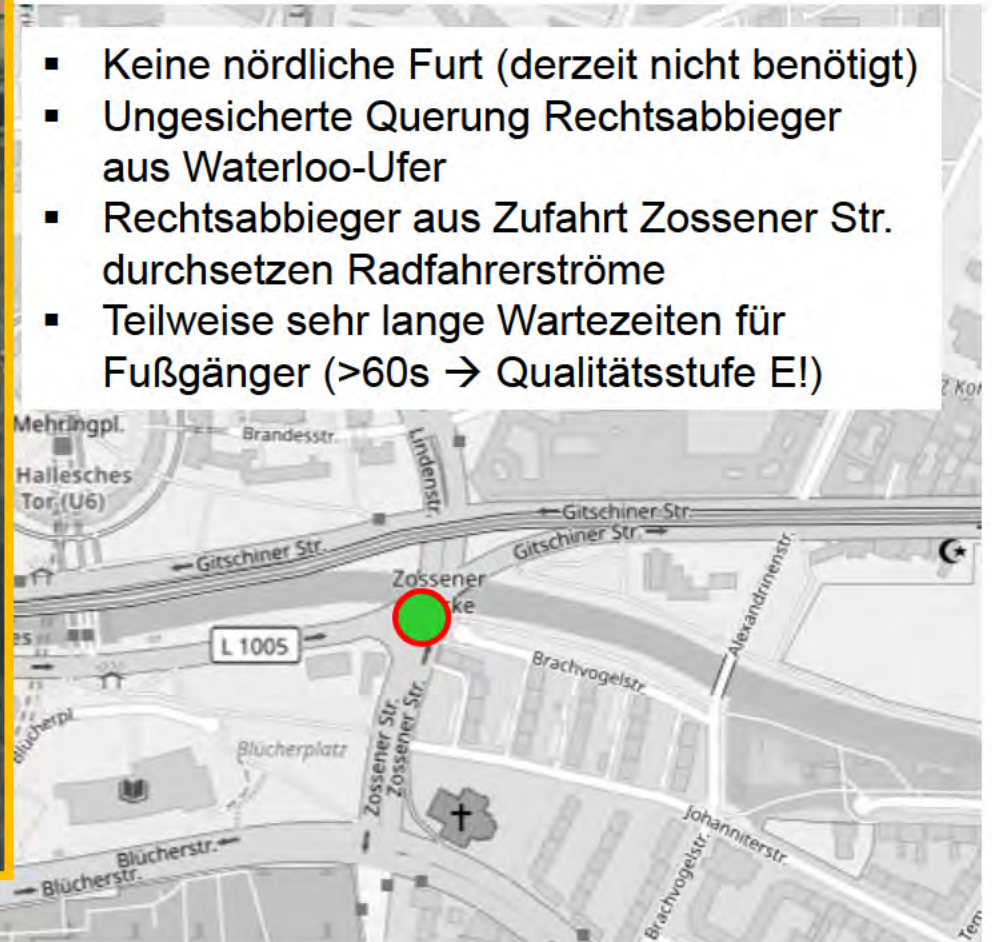 ▪ Keine nördliche Furt (derzeit nicht benötigt)
▪ Ungesicherte Querung Rechtsabbieger
aus Waterloo-Ufer
▪ Rechtsabbieger aus Zufahrt Zossener Str.
durchsetzen Radfahrerströme
▪ Teilweise sehr lange Wartezeiten für
Fußgänger (>60s → Qualitätsstufe E!)
Mehringpl.
Brandesstr.
Lindenstr.
Hallesches
Tor (U6)
Gitschiner Str.
Gitschiner Str.
Gitschiner Str.
Zossener
L 1005
Brachvogelstr.
Alexandrinenstr.
Blücherpl.
Blücherplatz
Zossener Str.
Zossener Str.
Johanniterstr.
Brachvogelstr.
Blücherstr.
Blücherstr.